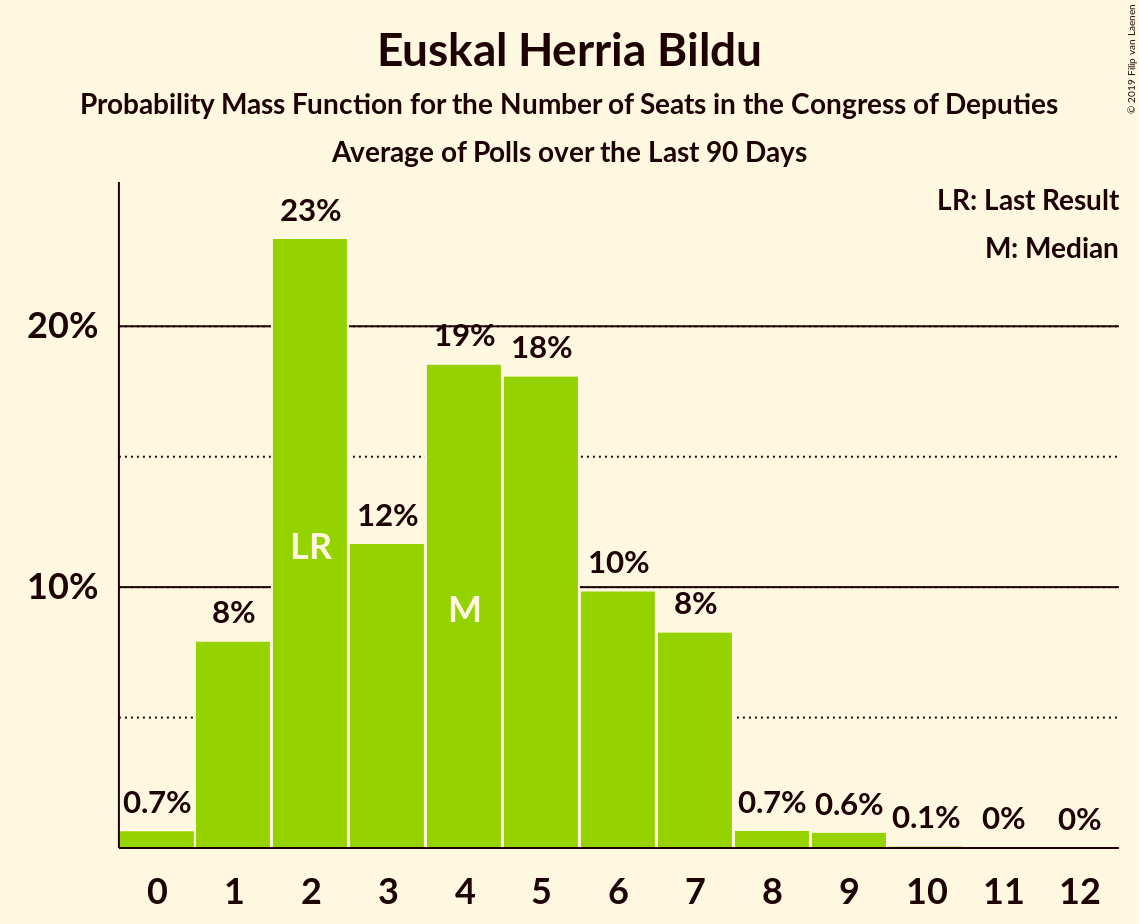 Euskal Herria Bildu
Probability Mass Function for the Number of Seats in the Congress of Deputies
Average of Polls over the Last 90 Days
© 2019 Filip van Laenen
LR: Last Result
M: Median
20%
10%
0.7%
8%
23%
12%
19%
18%
10%
8%
0.7%
0.6%
0.1%
0%
0%
LR
M
0 1 2 3 4 5 6 7 8 9 10 11 12